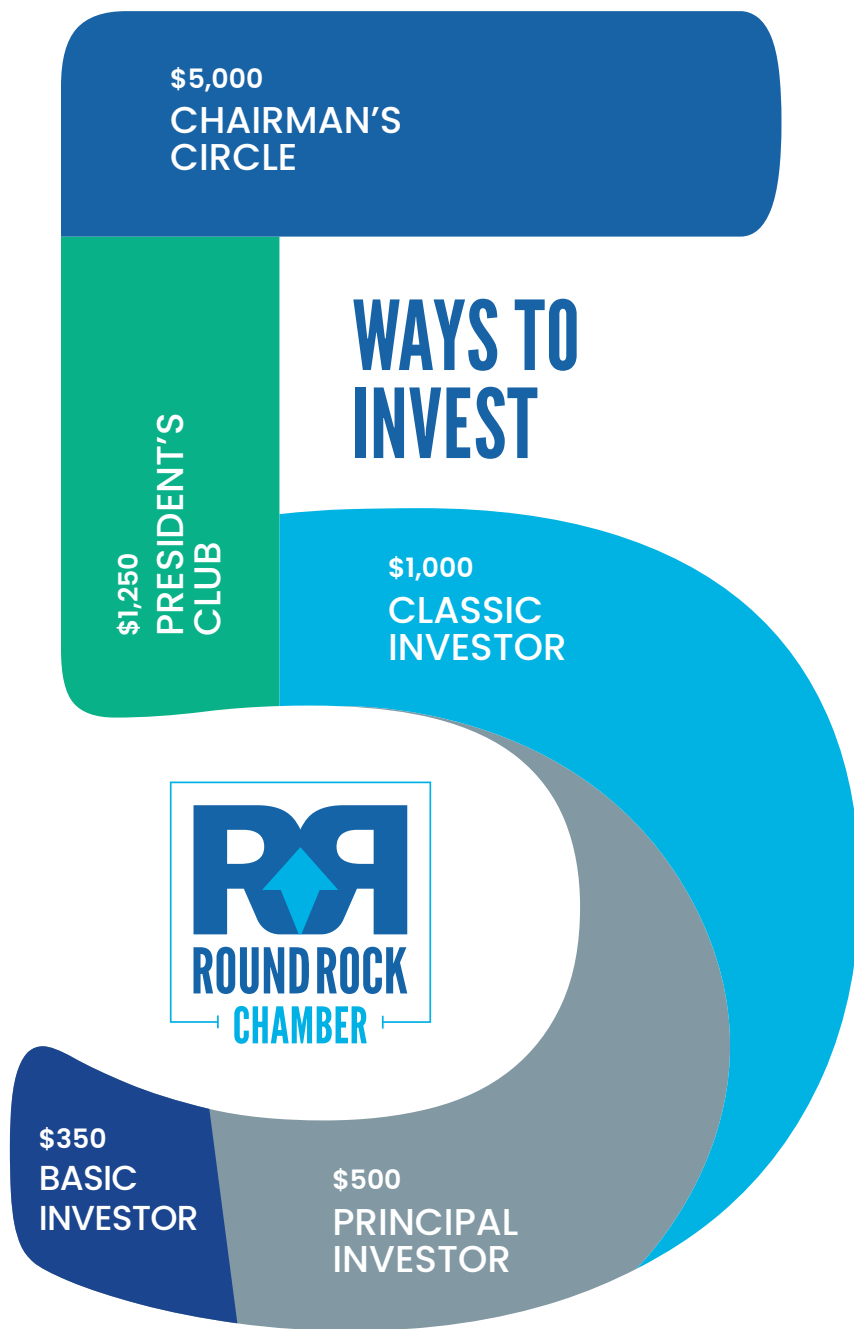 $5,000
CHAIRMAN'S
CIRCLE
WAYS TO
INVEST
$1,250
PRESIDENT'S
CLUB
$1,000
CLASSIC
INVESTOR
RR
ROUND ROCK
CHAMBER
$350
BASIC
INVESTOR
$500
PRINCIPAL
INVESTOR